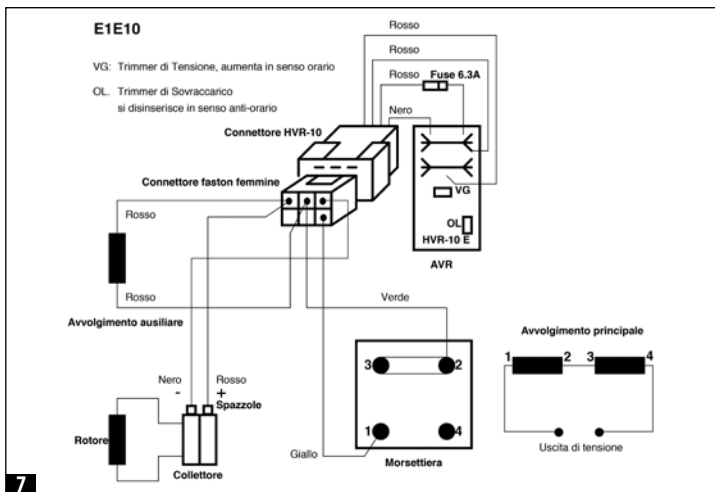 E1E10
VG: Trimmer di Tensione, aumenta in senso orario
OL. Trimmer di Sovraccarico
si disinserisce in senso anti-orario
Rosso
Rosso
Rosso Fuse 6.3A
Nero
Connettore HVR-10
Connettore faston femmine
VG
OL
HVR-10 E
AVR
Rosso
Rosso
Avvolgimento ausiliare
Verde
Avvolgimento principale
1 2 3 4
Uscita di tensione
3 2
1 4
Giallo
Morsettiera
Nero Rosso
- +
Spazzole
Rotore
Collettore
7